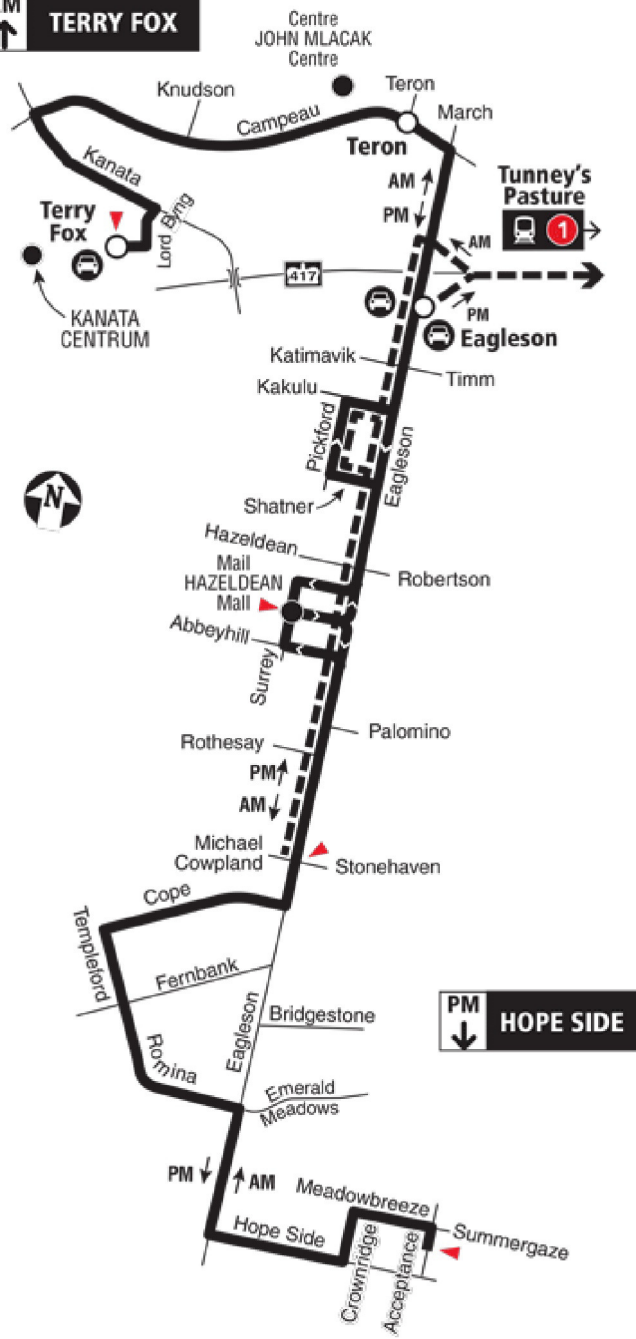 AM
TERRY FOX
Centre
JOHN MLACAK
Centre
Knudson
Teron
Campeau
March
Teron
Kanata
AM
PM
Tunney's
Pasture
1
Terry
Fox
Lord Byng
AM
417
KANATA
CENTRUM
PM
Eagleson
Katimavik
Timm
Kakulu
Pickford
Eagleson
N
Shatner
Hazeldean
Mail
HAZELDEAN
Mall
Robertson
Abbeyhill
Surrey
Palomino
Rothesay
PM
AM
Michael
Cowpland
Stonehaven
Cope
Templeford
Fernbank
Eagleson
Bridgestone
PM
HOPE SIDE
Romina
Emerald
Meadows
PM
AM
Meadowbreeze
Hope Side
Summergaze
Crownridge
Acceptance